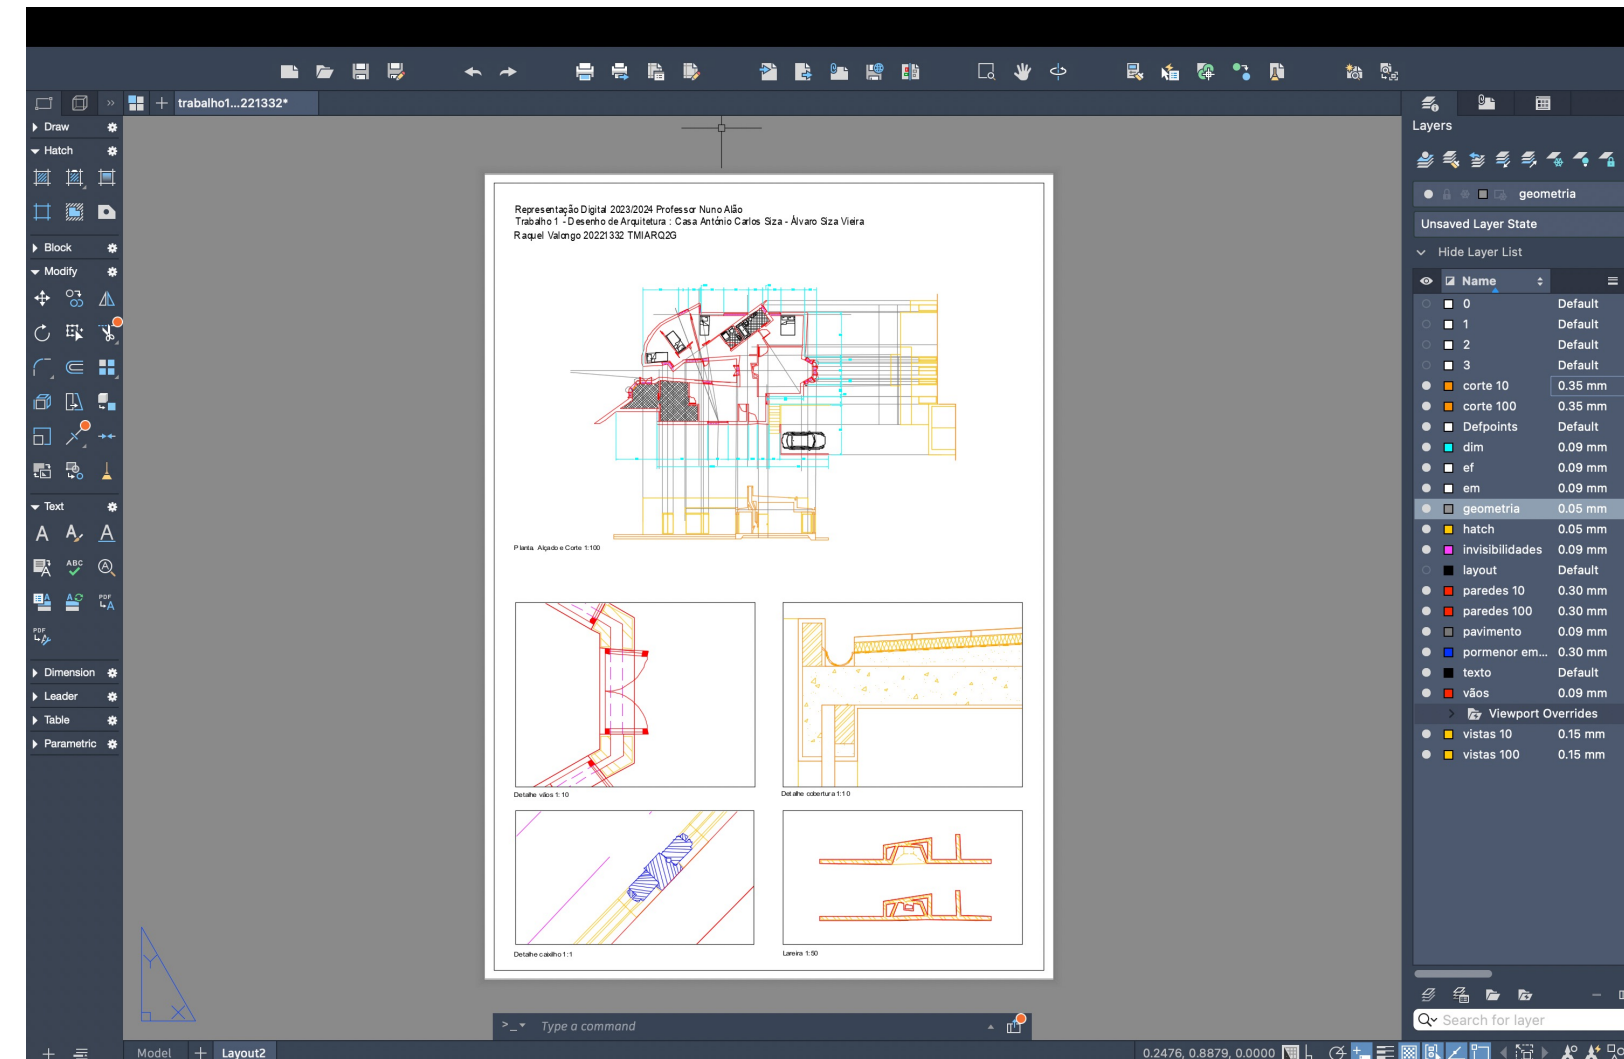 trabalho1...221332*
Draw
Hatch
Block
Modify
Text
ABC
PDF
PDF
Dimension
Leader
Table
Parametric
Representação Digital 2023/2024 Professor Nuno Alão
Trabalho 1 - Desenho de Arquitetura : Casa António Carlos Siza - Álvaro Siza Vieira
Raquel Valongo 20221332 TMIARQ2G
Planta, Alçado e Corte 1:100
Detalhe vãos 1:10
Detalhe cobertura 1:10
Detalhe caixilho 1:1
Lareira 1:50
Y
X
>_ Type a command
Model
Layout2
0.2476, 0.8879, 0.0000
Layers
geometria
Unsaved Layer State
Hide Layer List
Name
0 Default
1 Default
2 Default
3 Default
corte 10 0.35 mm
corte 100 0.35 mm
Defpoints Default
dim 0.09 mm
ef 0.09 mm
em 0.09 mm
geometria 0.05 mm
hatch 0.05 mm
invisibilidades 0.09 mm
layout Default
paredes 10 0.30 mm
paredes 100 0.30 mm
pavimento 0.09 mm
pormenor em... 0.30 mm
texto Default
vãos 0.09 mm
Viewport Overrides
vistas 10 0.15 mm
vistas 100 0.15 mm
Search for layer